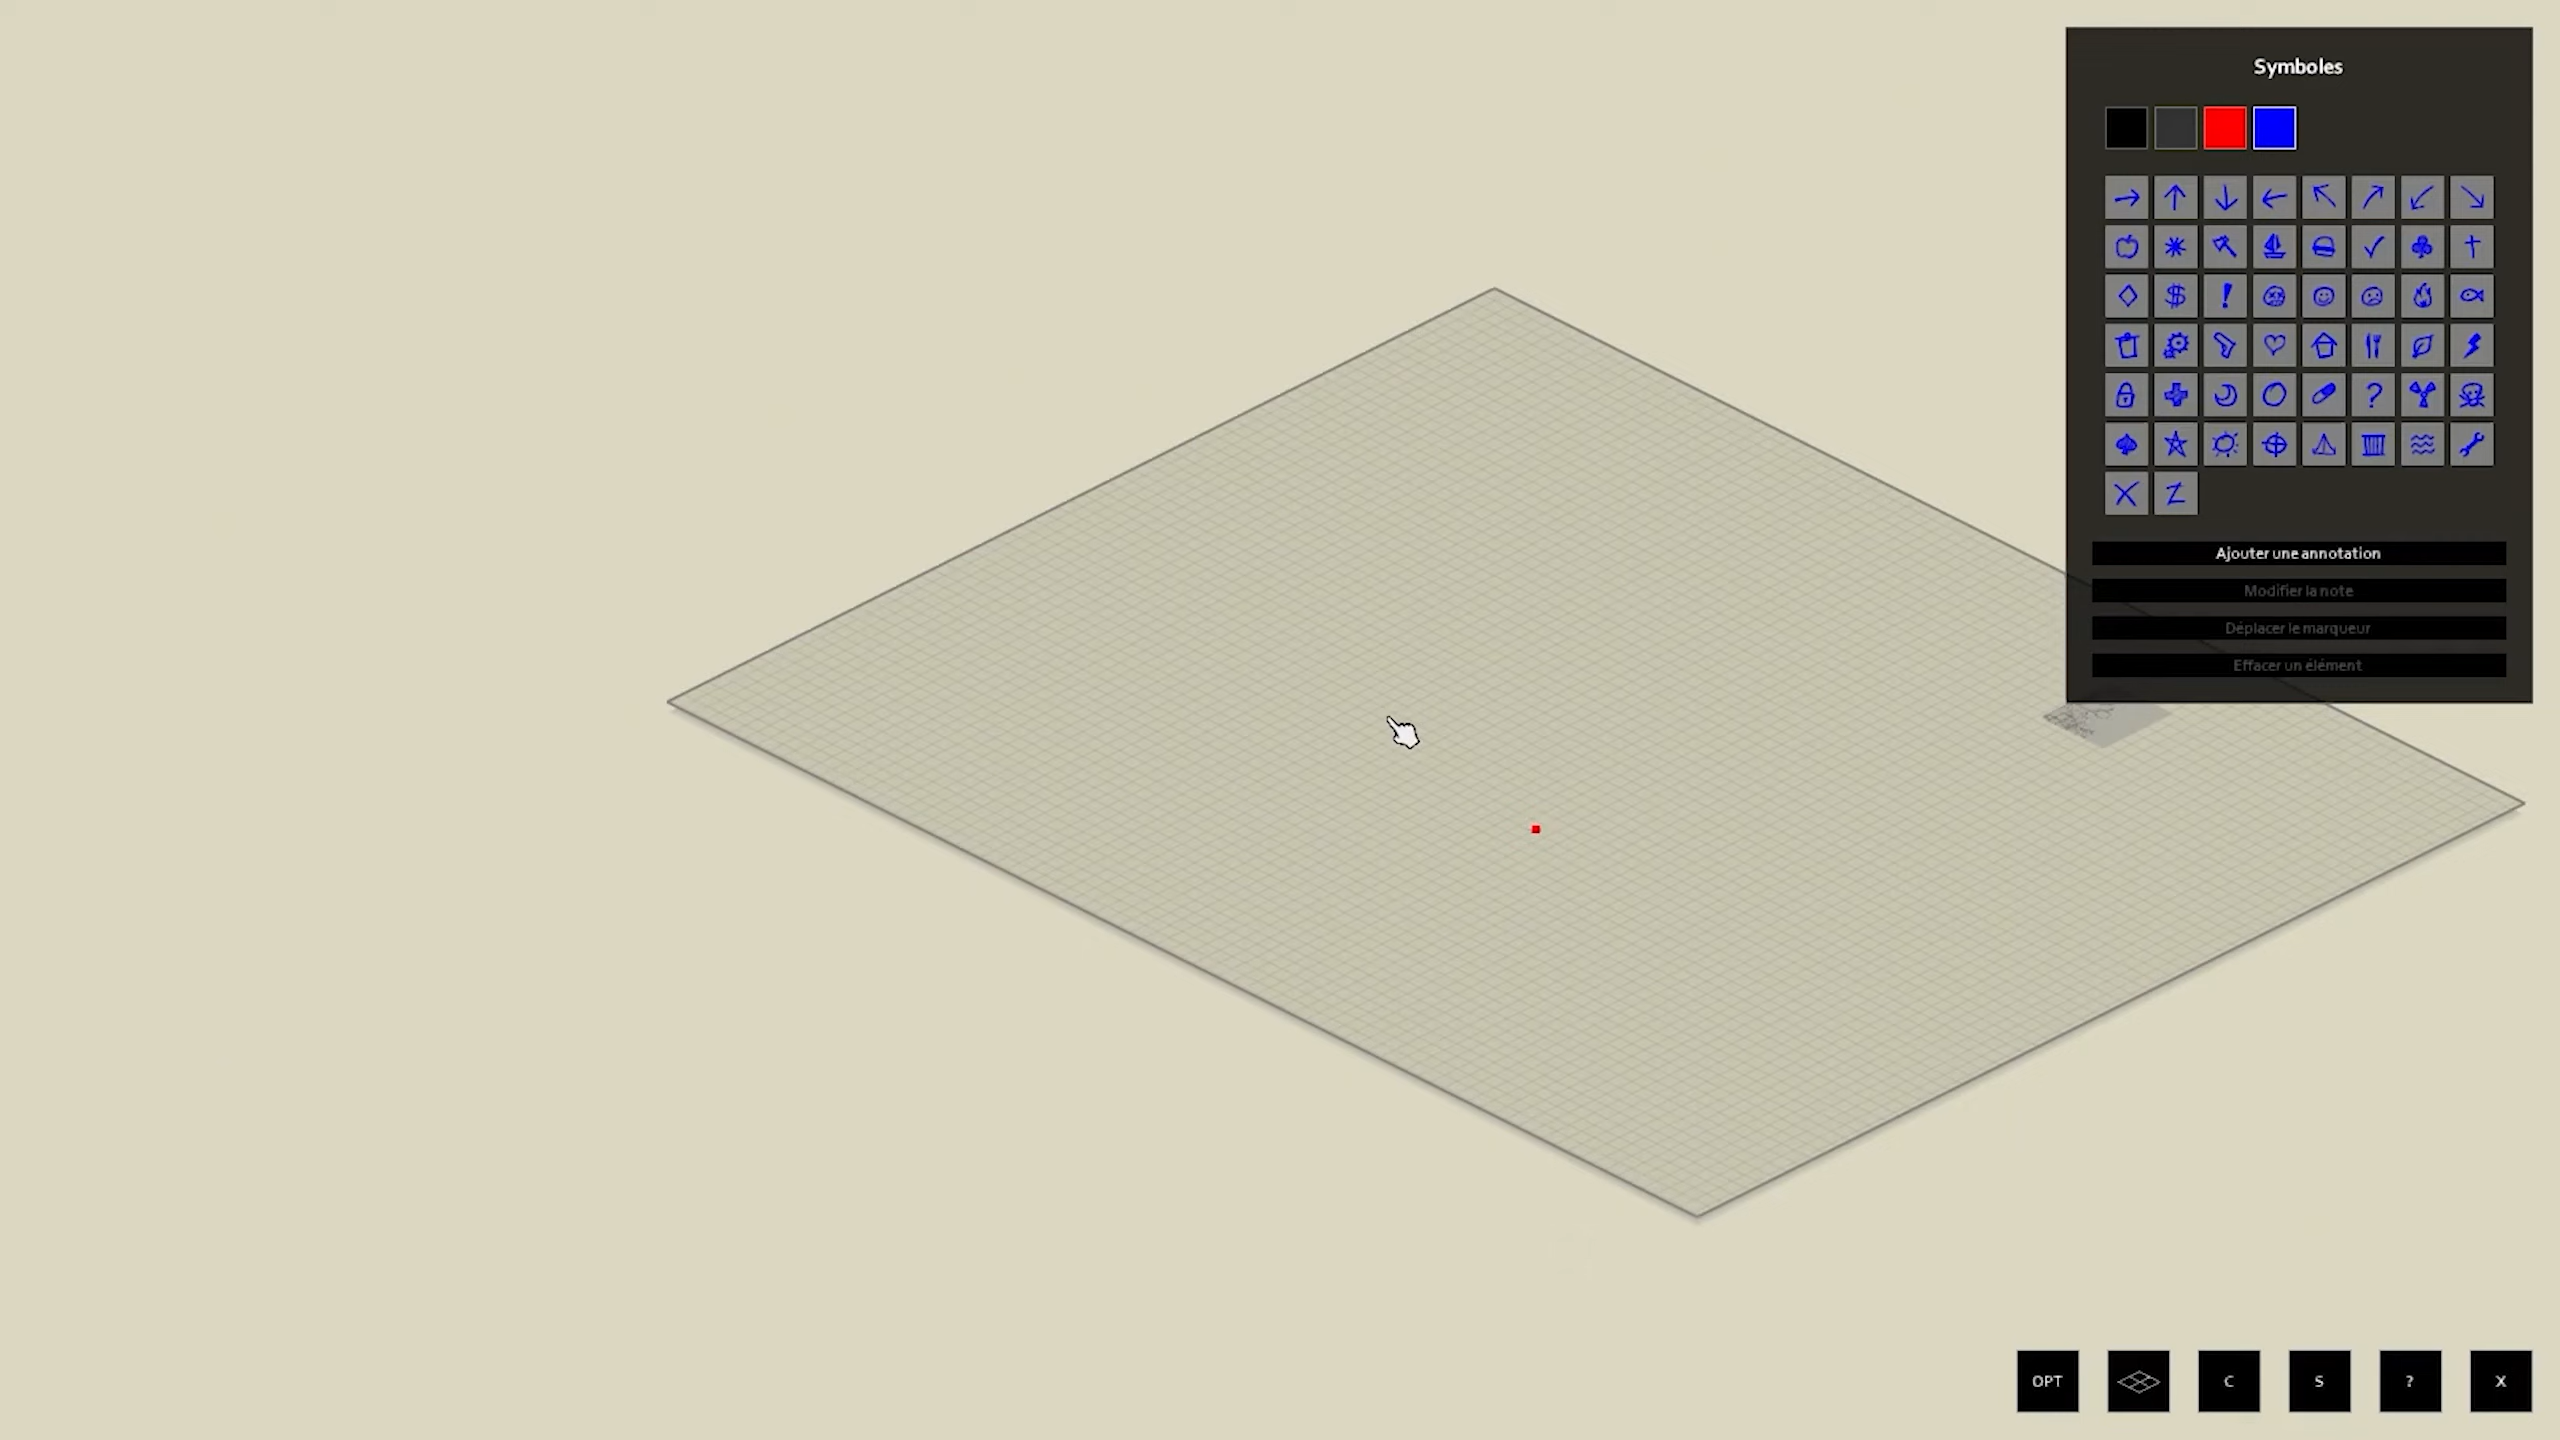 Symboles
Ajouter une annotation
Modifier la note
Déplacer le marqueur
Effacer un élément
OPT
C
S
?
X